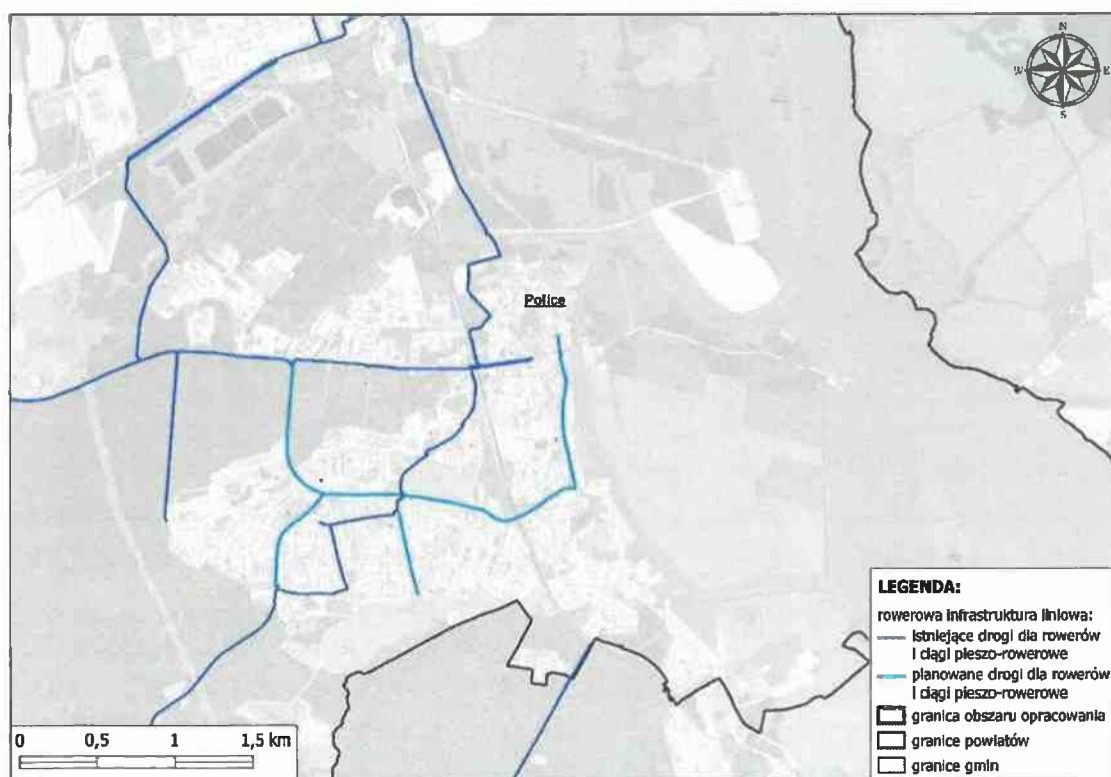 N
W E
S
Police
LEGENDA:
rowerowa infrastruktura liniowa:
istniejące drogi dla rowerów
i ciągi pieszo-rowerowe
planowane drogi dla rowerów
i ciągi pieszo-rowerowe
granica obszaru opracowania
granice powiatów
granice gmin
0 0,5 1 1,5 km